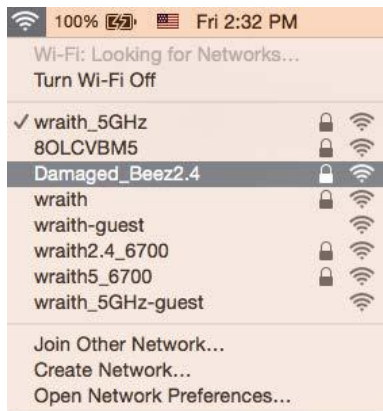 100% Fri 2:32 PM
Wi-Fi: Looking for Networks...
Turn Wi-Fi Off
wraith_5GHz
8OLCVBM5
Damaged_Beez2.4
wraith
wraith-guest
wraith2.4_6700
wraith5_6700
wraith_5GHz-guest
Join Other Network...
Create Network...
Open Network Preferences...